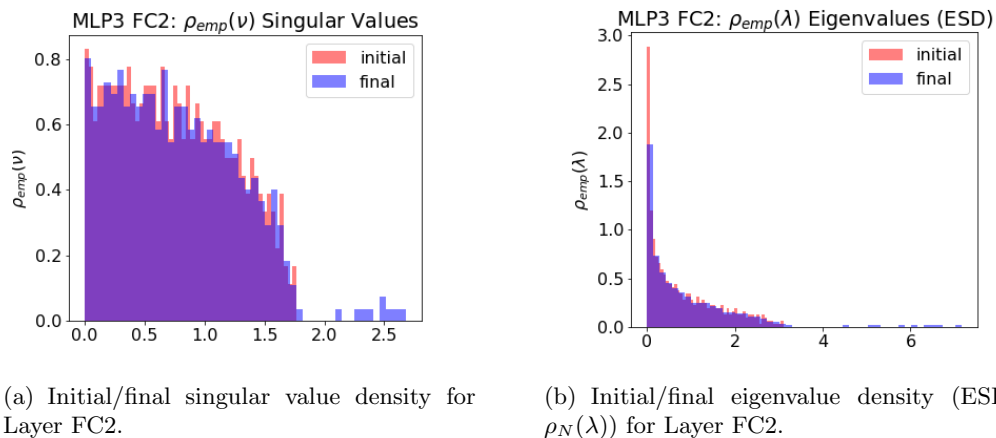 MLP3 FC2: ρemp(ν) Singular Values
initial
final
0.8
0.6
0.4
0.2
0.0
ρemp(ν)
0.0 0.5 1.0 1.5 2.0 2.5
MLP3 FC2: ρemp(λ) Eigenvalues (ESD)
initial
final
3.0
2.5
2.0
1.5
1.0
0.5
0.0
ρemp(λ)
0 2 4 6
(a) Initial/final singular value density for
Layer FC2.
(b) Initial/final eigenvalue density (ESD
ρN(λ)) for Layer FC2.